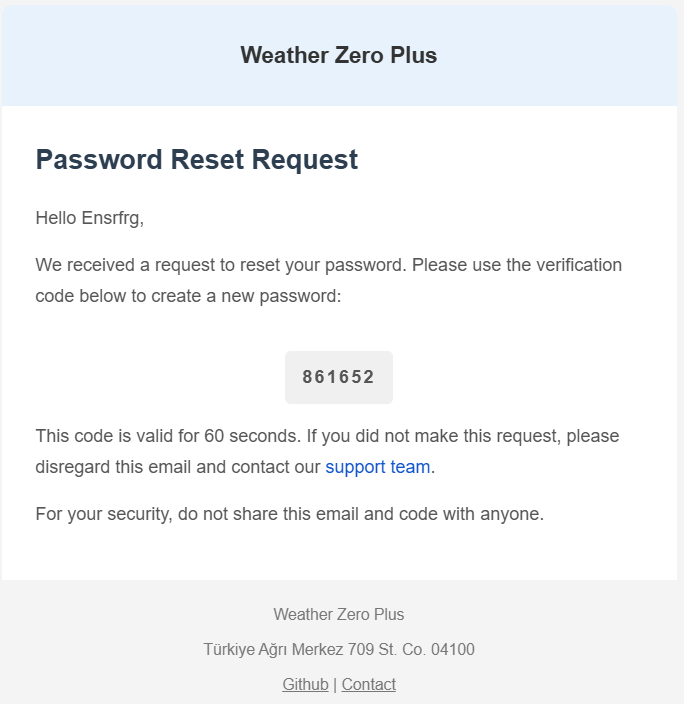 Weather Zero Plus
Password Reset Request
Hello Ensrfrg,
We received a request to reset your password. Please use the verification
code below to create a new password:
861652
This code is valid for 60 seconds. If you did not make this request, please
disregard this email and contact our support team.
For your security, do not share this email and code with anyone.
Weather Zero Plus
Türkiye Ağrı Merkez 709 St. Co. 04100
Github | Contact